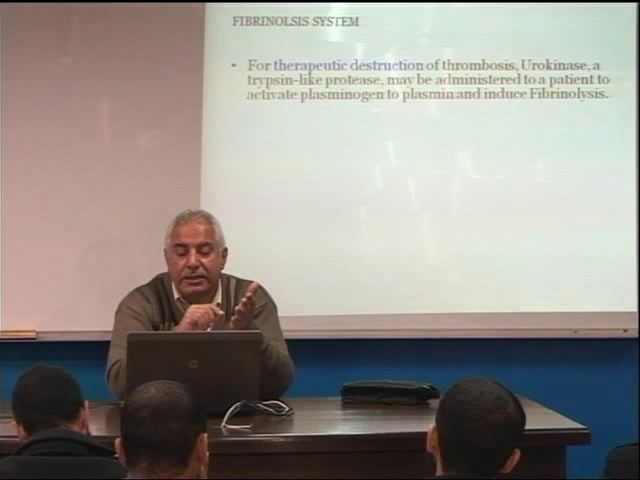 FIBRINOLSIS SYSTEM
• For therapeutic destruction of thrombosis, Urokinase, a
trypsin-like protease, may be administered to a patient to
activate plasminogen to plasmin and induce Fibrinolysis.